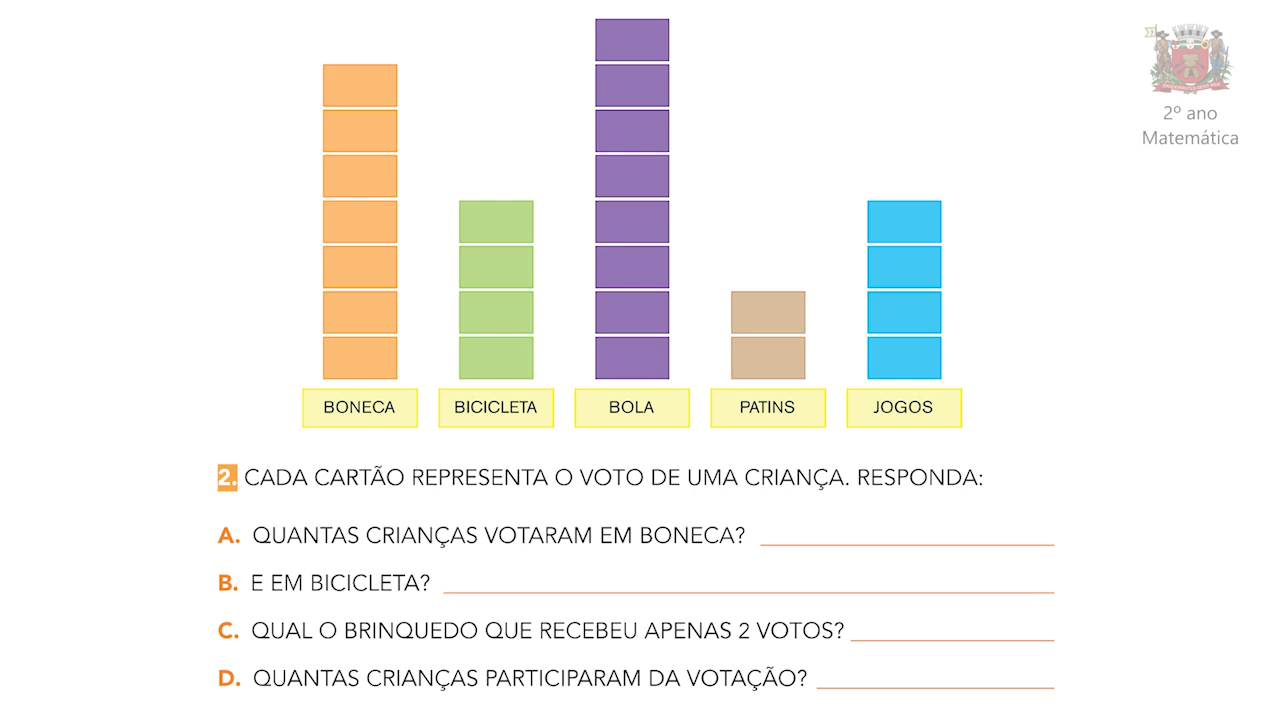 2º ano
Matemática
BONECA BICICLETA BOLA PATINS JOGOS
2. CADA CARTÃO REPRESENTA O VOTO DE UMA CRIANÇA. RESPONDA:
A. QUANTAS CRIANÇAS VOTARAM EM BONECA?
B. E EM BICICLETA?
C. QUAL O BRINQUEDO QUE RECEBEU APENAS 2 VOTOS?
D. QUANTAS CRIANÇAS PARTICIPARAM DA VOTAÇÃO?